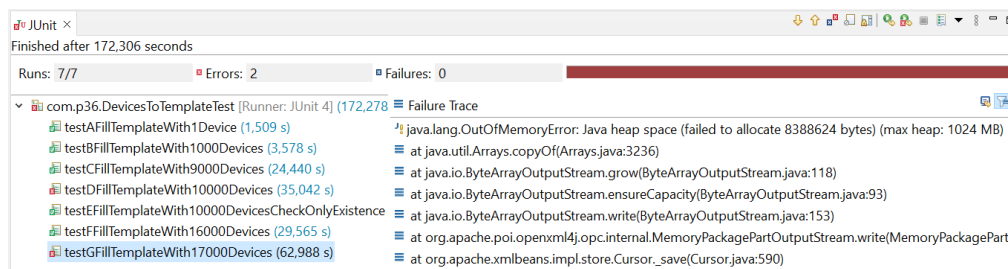 JUnit
Finished after 172,306 seconds
Runs: 7/7 Errors: 2 Failures: 0
com.p36.DevicesToTemplateTest [Runner: JUnit 4] (172,278
testAFillTemplateWith1Device (1,509 s)
testBFillTemplateWith1000Devices (3,578 s)
testCFillTemplateWith9000Devices (24,440 s)
testDFillTemplateWith10000Devices (35,042 s)
testEFillTemplateWith10000DevicesCheckOnlyExistence
testFFillTemplateWith16000Devices (29,565 s)
testGFillTemplateWith17000Devices (62,988 s)
Failure Trace
java.lang.OutOfMemoryError: Java heap space (failed to allocate 8388624 bytes) (max heap: 1024 MB)
at java.util.Arrays.copyOf(Arrays.java:3236)
at java.io.ByteArrayOutputStream.grow(ByteArrayOutputStream.java:118)
at java.io.ByteArrayOutputStream.ensureCapacity(ByteArrayOutputStream.java:93)
at java.io.ByteArrayOutputStream.write(ByteArrayOutputStream.java:153)
at org.apache.poi.openxml4j.opc.internal.MemoryPackagePartOutputStream.write(MemoryPackagePar
at org.apache.xmlbeans.impl.store.Cursor._save(Cursor.java:590)